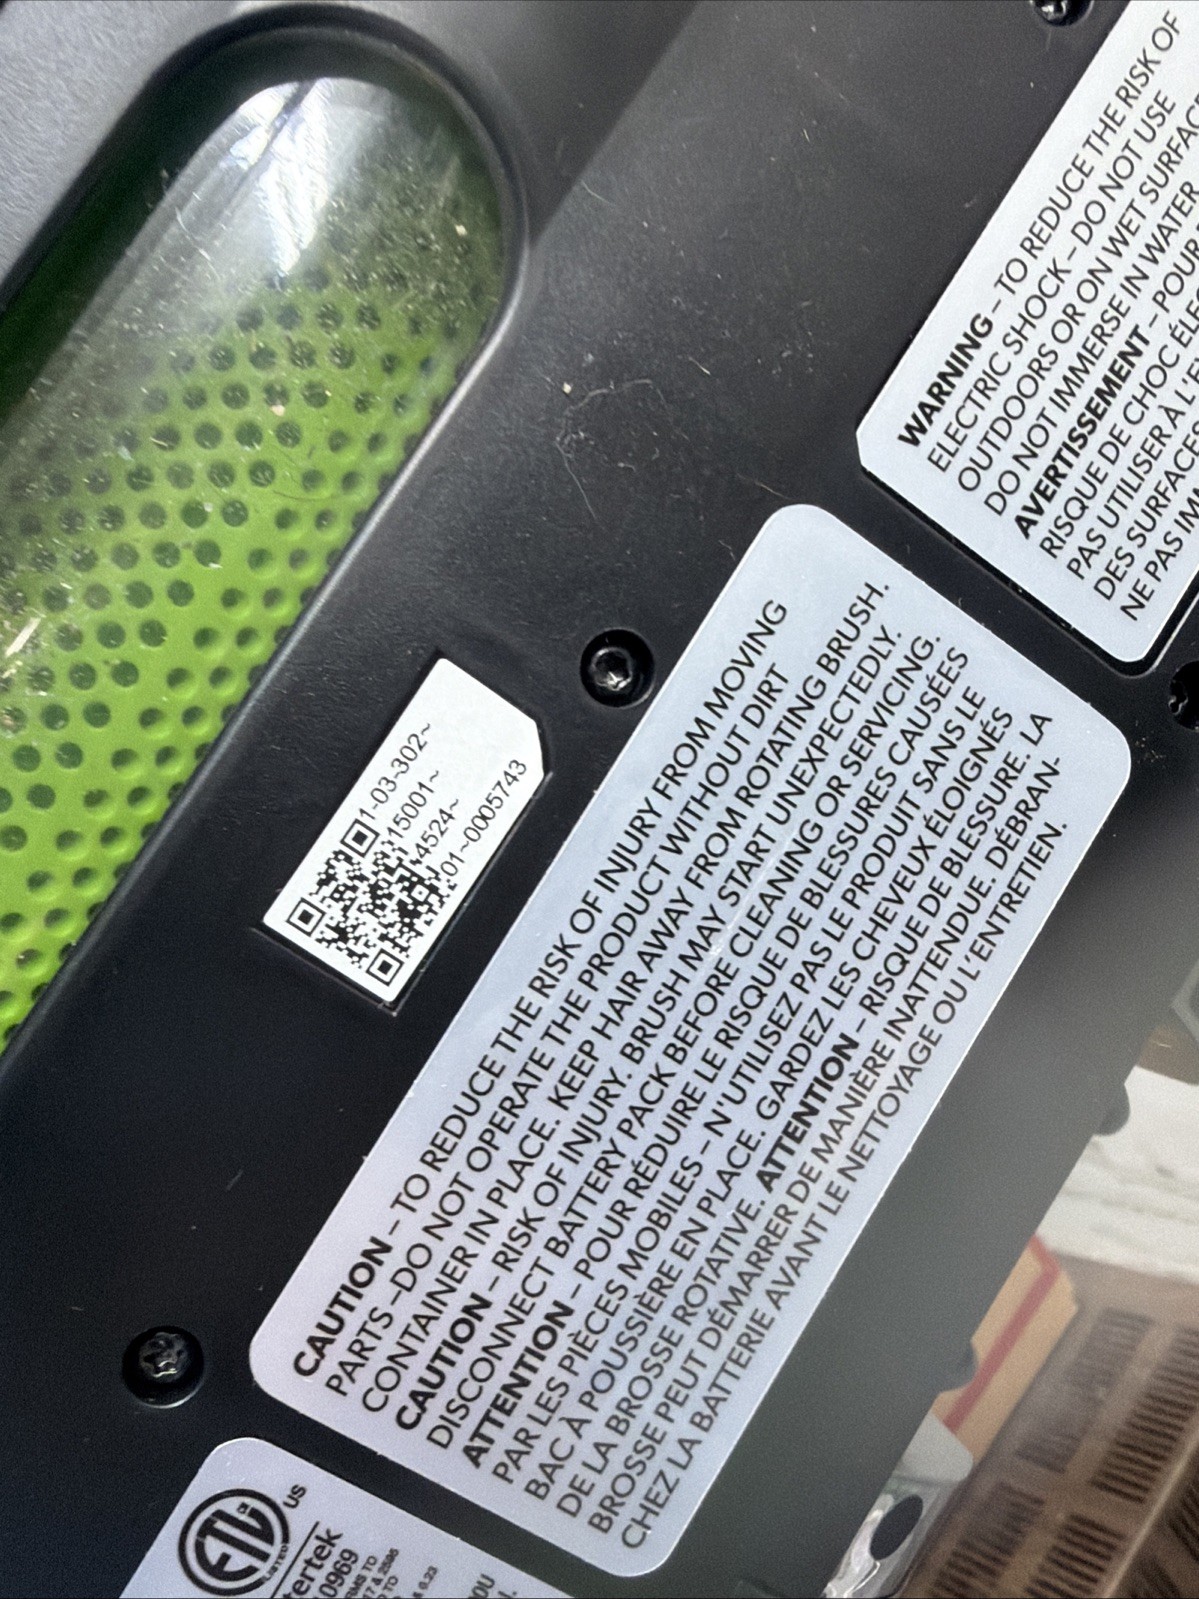 WARNING – TO REDUCE THE RISK OF
ELECTRIC SHOCK – DO NOT USE
OUTDOORS OR ON WET SURFAC
DO NOT IMMERSE IN WATER
AVERTISSEMENT – POUR
RISQUE DE CHOC ÉLE
PAS UTILISER À L'E
DES SURFACES
NE PAS IM
1-03-302~
15001~
4524~
01~0005743
CAUTION – TO REDUCE THE RISK OF INJURY FROM MOVING
PARTS –DO NOT OPERATE THE PRODUCT WITHOUT DIRT
CONTAINER IN PLACE. KEEP HAIR AWAY FROM ROTATING BRUSH.
CAUTION – RISK OF INJURY. BRUSH MAY START UNEXPECTEDLY.
DISCONNECT BATTERY PACK BEFORE CLEANING OR SERVICING.
ATTENTION – POUR RÉDUIRE LE RISQUE DE BLESSURES CAUSÉES
PAR LES PIÈCES MOBILES – N'UTILISEZ PAS LE PRODUIT SANS LE
BAC À POUSSIÈRE EN PLACE. GARDEZ LES CHEVEUX ÉLOIGNÉS
DE LA BROSSE ROTATIVE. ATTENTION – RISQUE DE BLESSURE. LA
BROSSE PEUT DÉMARRER DE MANIÈRE INATTENDUE. DÉBRAN-
CHEZ LA BATTERIE AVANT LE NETTOYAGE OU L'ENTRETIEN.
ETL
LISTED
US
tertek
0969